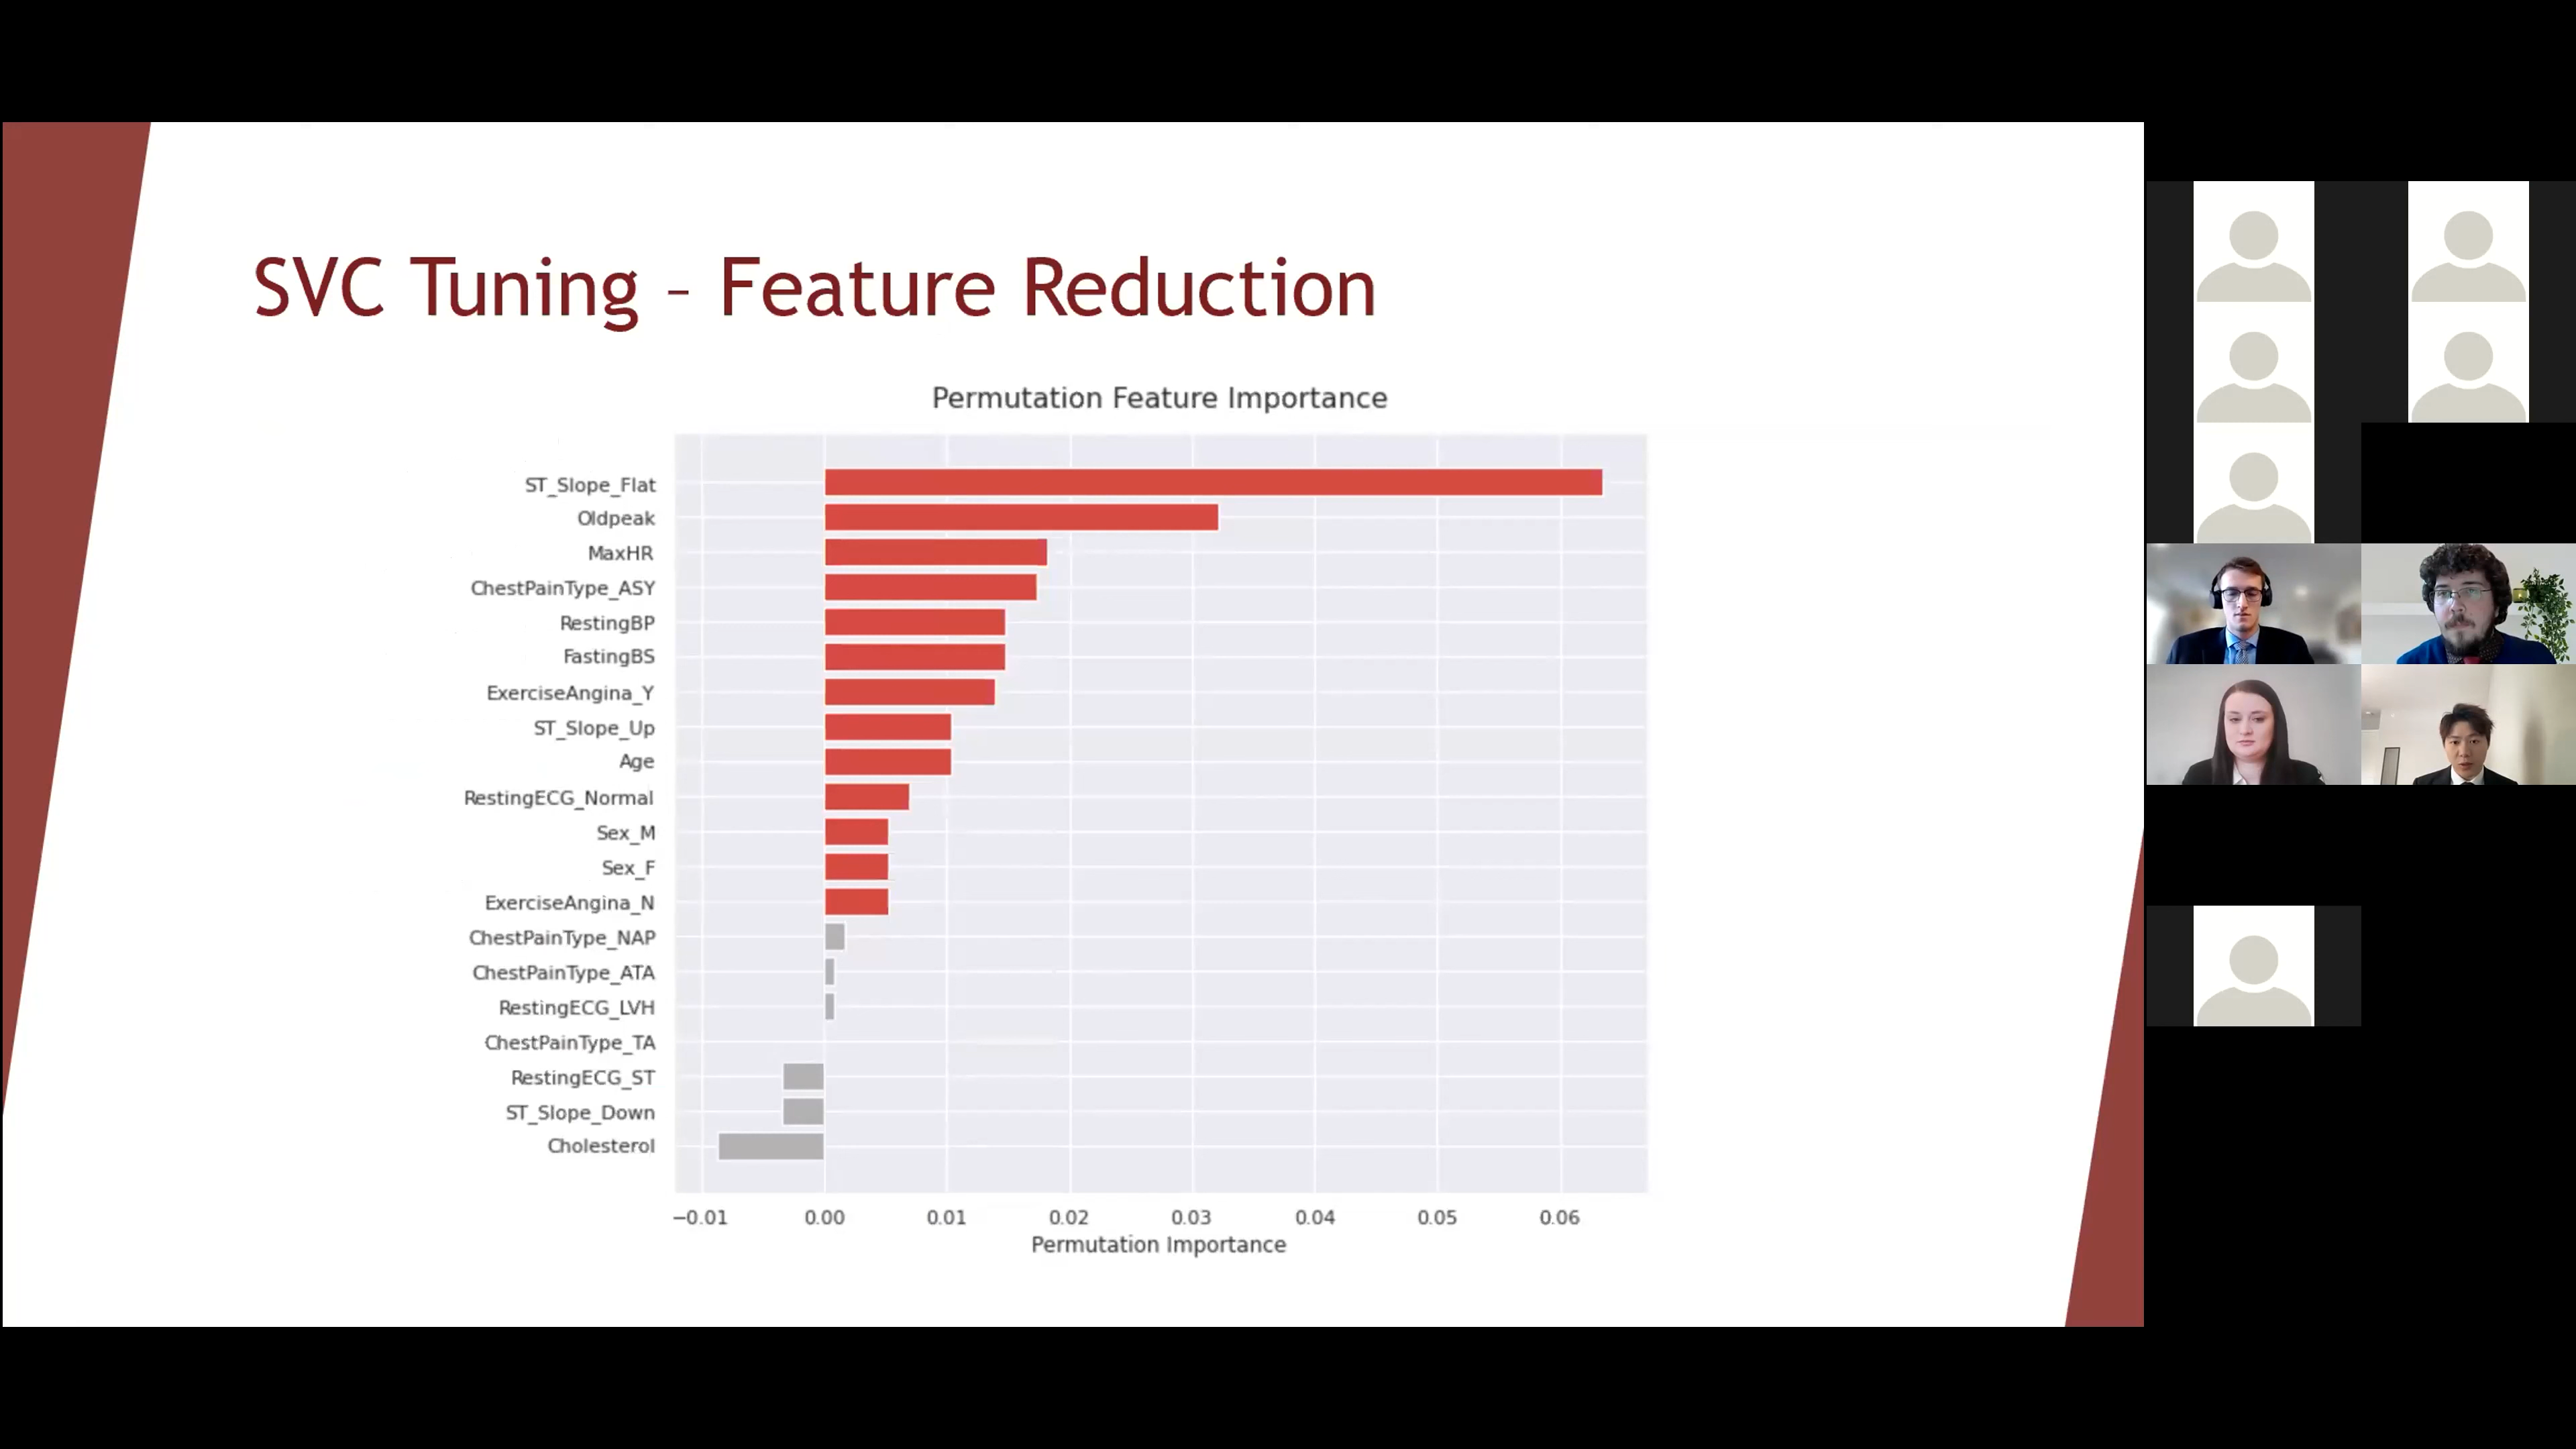 SVC Tuning – Feature Reduction
Permutation Feature Importance
ST_Slope_Flat
Oldpeak
MaxHR
ChestPainType_ASY
RestingBP
FastingBS
ExerciseAngina_Y
ST_Slope_Up
Age
RestingECG_Normal
Sex_M
Sex_F
ExerciseAngina_N
ChestPainType_NAP
ChestPainType_ATA
RestingECG_LVH
ChestPainType_TA
RestingECG_ST
ST_Slope_Down
Cholesterol
−0.01 0.00 0.01 0.02 0.03 0.04 0.05 0.06
Permutation Importance